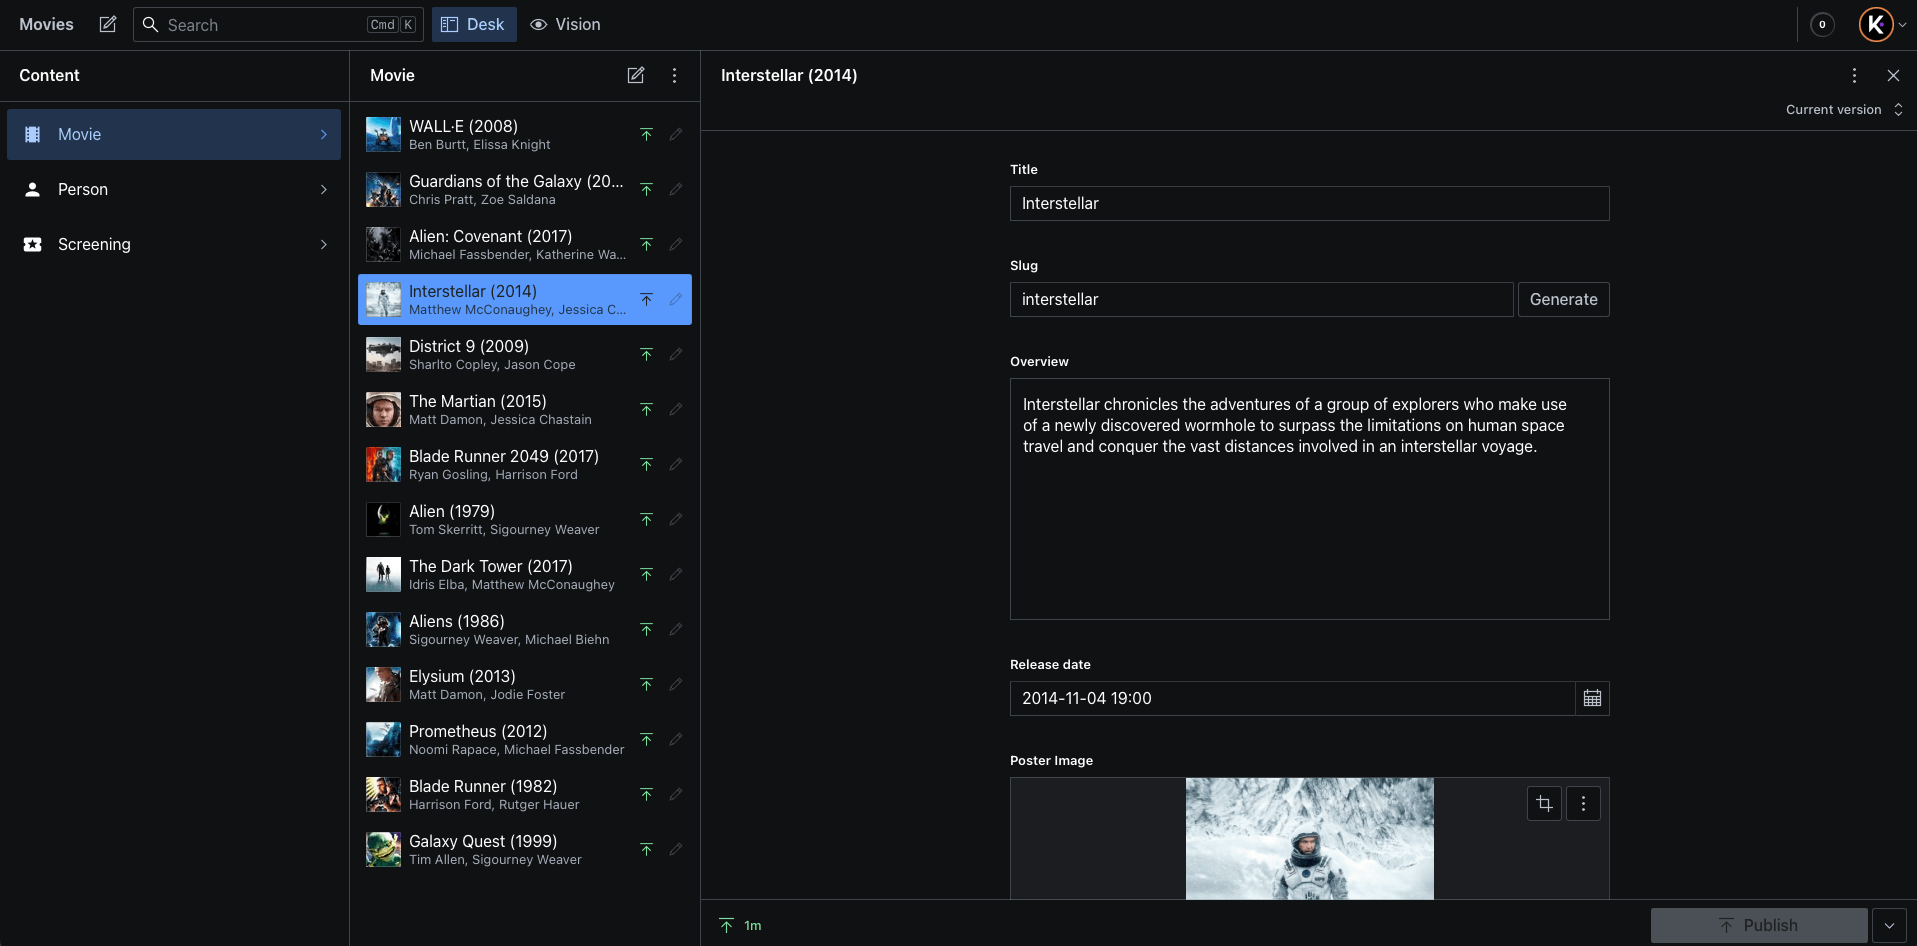 Movies
Search
Cmd K
Desk
Vision
0
K
Content
Movie
Person
Screening
Movie
WALL·E (2008)
Ben Burtt, Elissa Knight
Guardians of the Galaxy (20...
Chris Pratt, Zoe Saldana
Alien: Covenant (2017)
Michael Fassbender, Katherine Wa...
Interstellar (2014)
Matthew McConaughey, Jessica C...
District 9 (2009)
Sharlto Copley, Jason Cope
The Martian (2015)
Matt Damon, Jessica Chastain
Blade Runner 2049 (2017)
Ryan Gosling, Harrison Ford
Alien (1979)
Tom Skerritt, Sigourney Weaver
The Dark Tower (2017)
Idris Elba, Matthew McConaughey
Aliens (1986)
Sigourney Weaver, Michael Biehn
Elysium (2013)
Matt Damon, Jodie Foster
Prometheus (2012)
Noomi Rapace, Michael Fassbender
Blade Runner (1982)
Harrison Ford, Rutger Hauer
Galaxy Quest (1999)
Tim Allen, Sigourney Weaver
Interstellar (2014)
Current version
Title
Interstellar
Slug
interstellar
Generate
Overview
Interstellar chronicles the adventures of a group of explorers who make use
of a newly discovered wormhole to surpass the limitations on human space
travel and conquer the vast distances involved in an interstellar voyage.
Release date
2014-11-04 19:00
Poster Image
1m
Publish